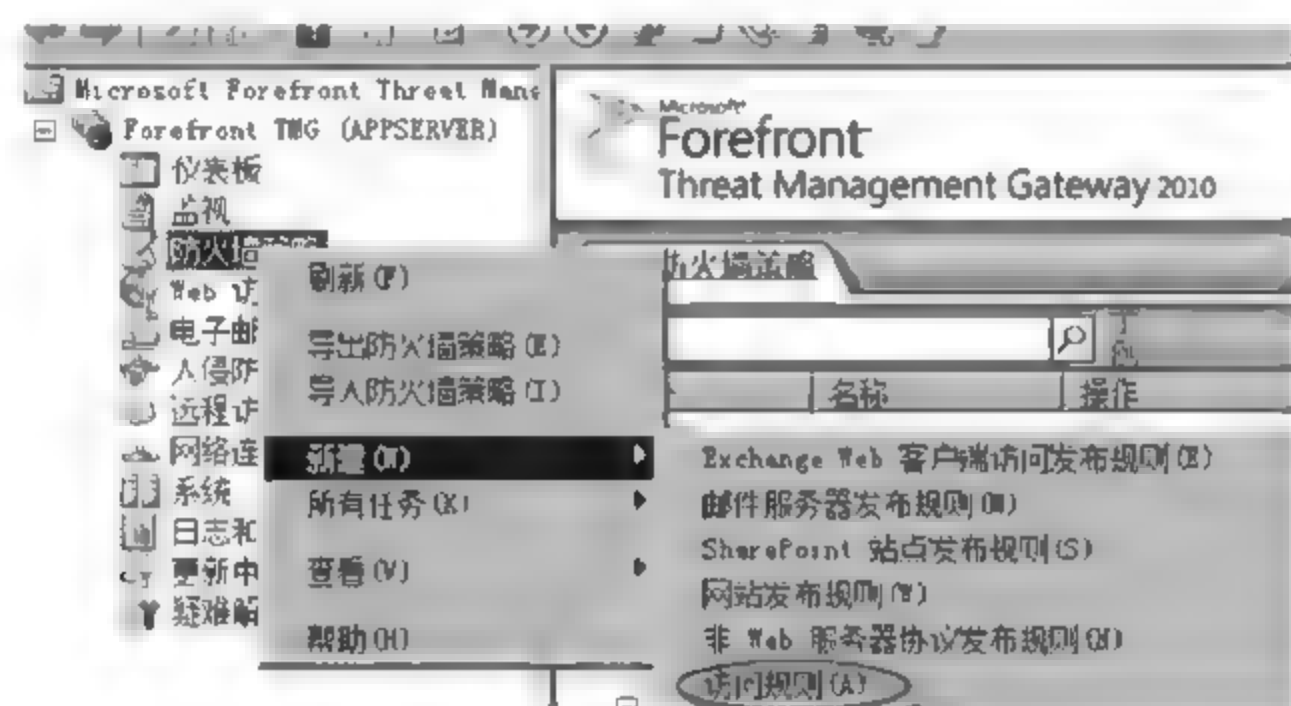 Microsoft Forefront Threat Mana
Forefront TMG (APPSERVER)
仪表板
监视
防火墙策略
Web 访
电子邮
入侵防
远程访
网络连
系统
日志和
更新中
疑难解
刷新(F)
导出防火墙策略(E)
导入防火墙策略(I)
新建(N)
所有任务(K)
查看(V)
帮助(H)
Microsoft
Forefront
Threat Management Gateway 2010
防火墙策略
名称
操作
Exchange Web 客户端访问发布规则(E)
邮件服务器发布规则(M)
SharePoint 站点发布规则(S)
网站发布规则(W)
非 Web 服务器协议发布规则(N)
访问规则(A)